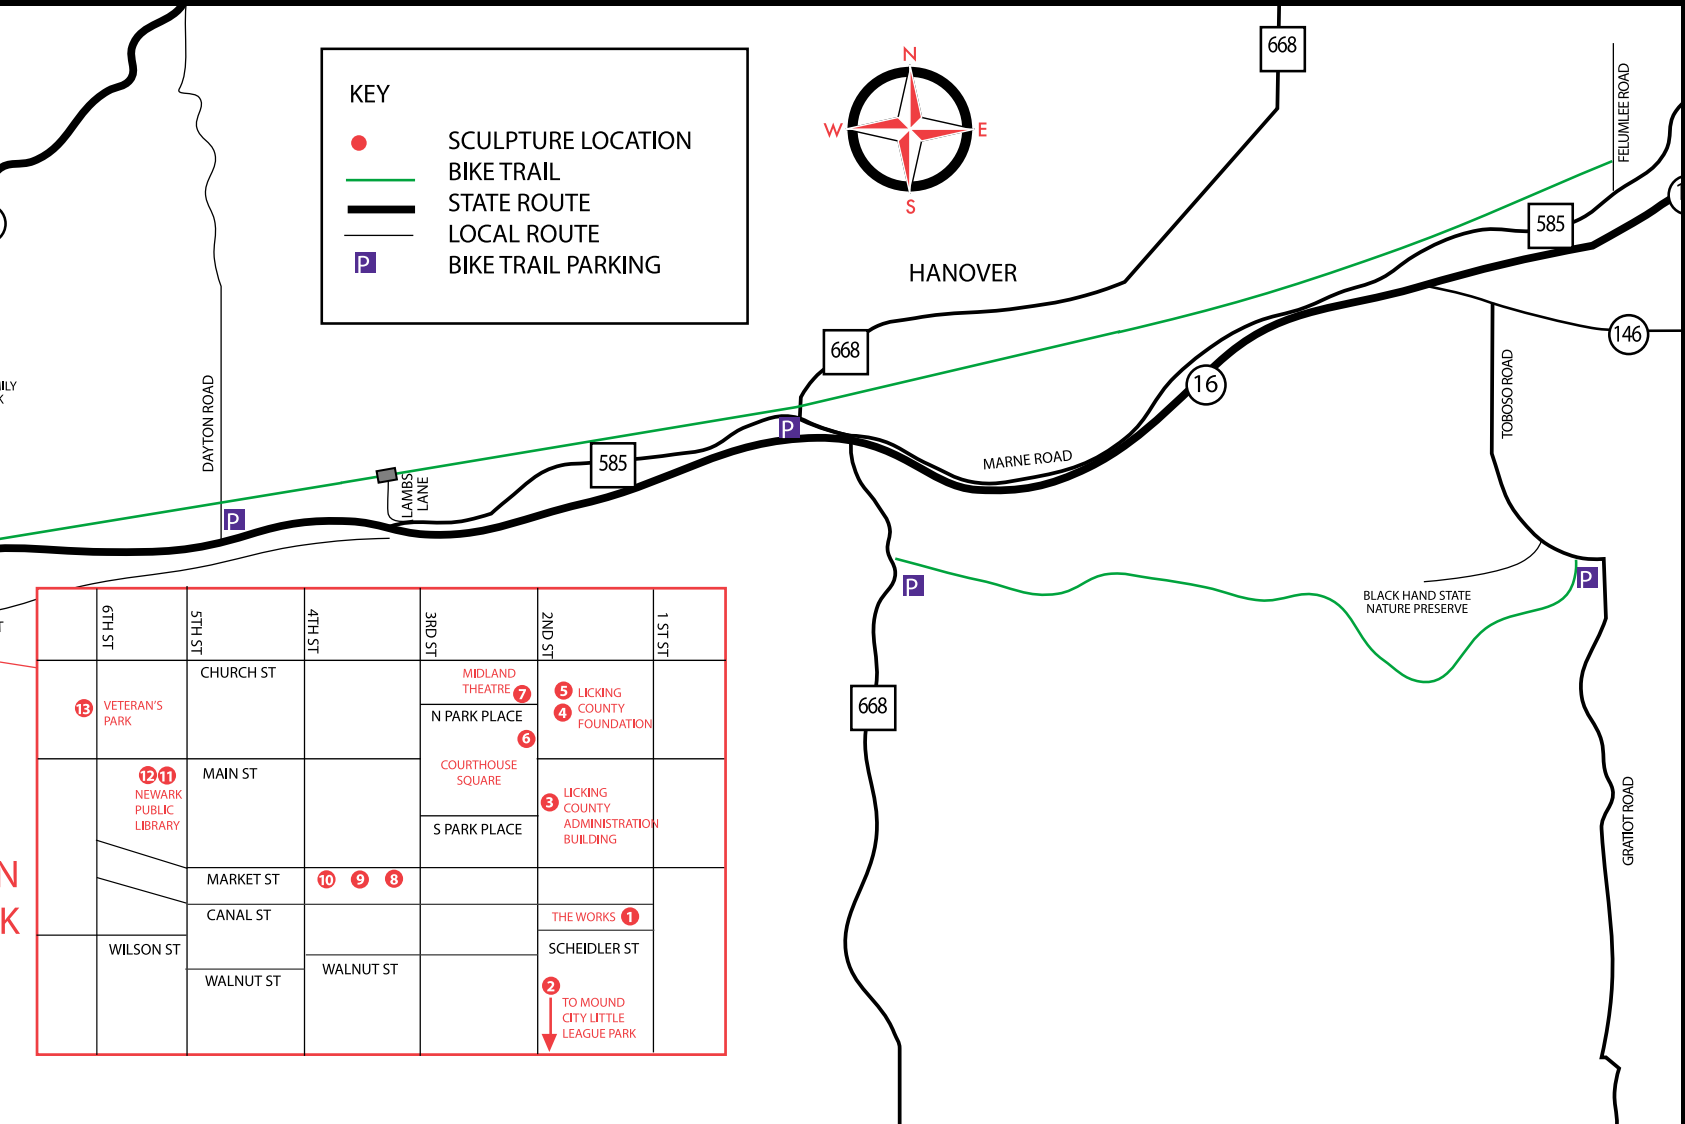 KEY
SCULPTURE LOCATION
BIKE TRAIL
STATE ROUTE
LOCAL ROUTE
P
BIKE TRAIL PARKING
N
W
E
S
668
FELUMLEE ROAD
HANOVER
585
668
146
16
DAYTON ROAD
TOBOSO ROAD
P
585
MARNE ROAD
LAMBS
LANE
P
P
P
BLACK HAND STATE
NATURE PRESERVE
668
GRATIOT ROAD
6TH ST
5TH ST
4TH ST
3RD ST
2ND ST
1 ST ST
CHURCH ST
MIDLAND
THEATRE
7
5
4
LICKING
COUNTY
FOUNDATION
13
VETERAN'S
PARK
N PARK PLACE
6
COURTHOUSE
SQUARE
12
11
MAIN ST
NEWARK
PUBLIC
LIBRARY
3
LICKING
COUNTY
ADMINISTRATION
BUILDING
S PARK PLACE
MARKET ST
10
9
8
CANAL ST
THE WORKS
1
WILSON ST
SCHEIDLER ST
WALNUT ST
WALNUT ST
2
TO MOUND
CITY LITTLE
LEAGUE PARK